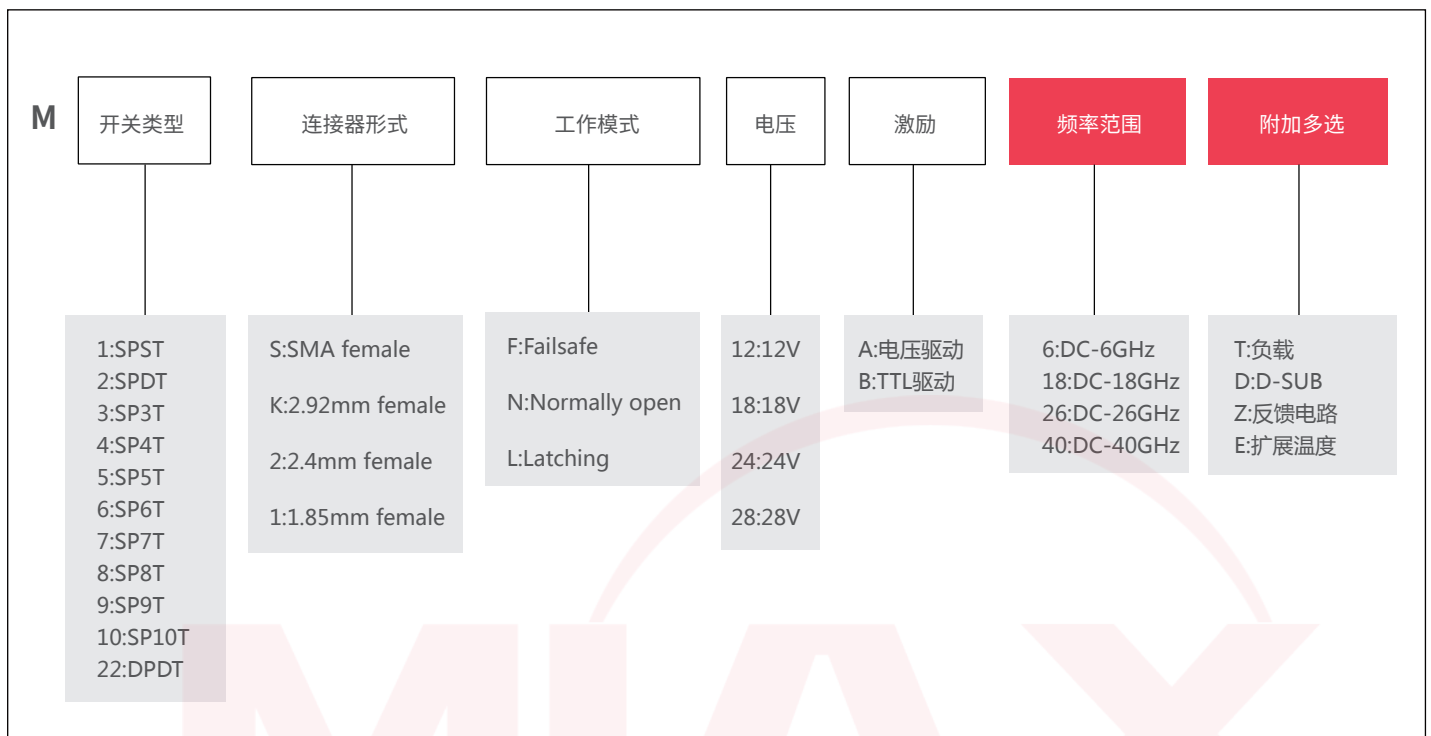 M
开关类型
连接器形式
工作模式
电压
激励
频率范围
附加多选
1:SPST
2:SPDT
3:SP3T
4:SP4T
5:SP5T
6:SP6T
7:SP7T
8:SP8T
9:SP9T
10:SP10T
22:DPDT
S:SMA female
K:2.92mm female
2:2.4mm female
1:1.85mm female
F:Failsafe
N:Normally open
L:Latching
12:12V
18:18V
24:24V
28:28V
A:电压驱动
B:TTL驱动
6:DC-6GHz
18:DC-18GHz
26:DC-26GHz
40:DC-40GHz
T:负载
D:D-SUB
Z:反馈电路
E:扩展温度
MIAX